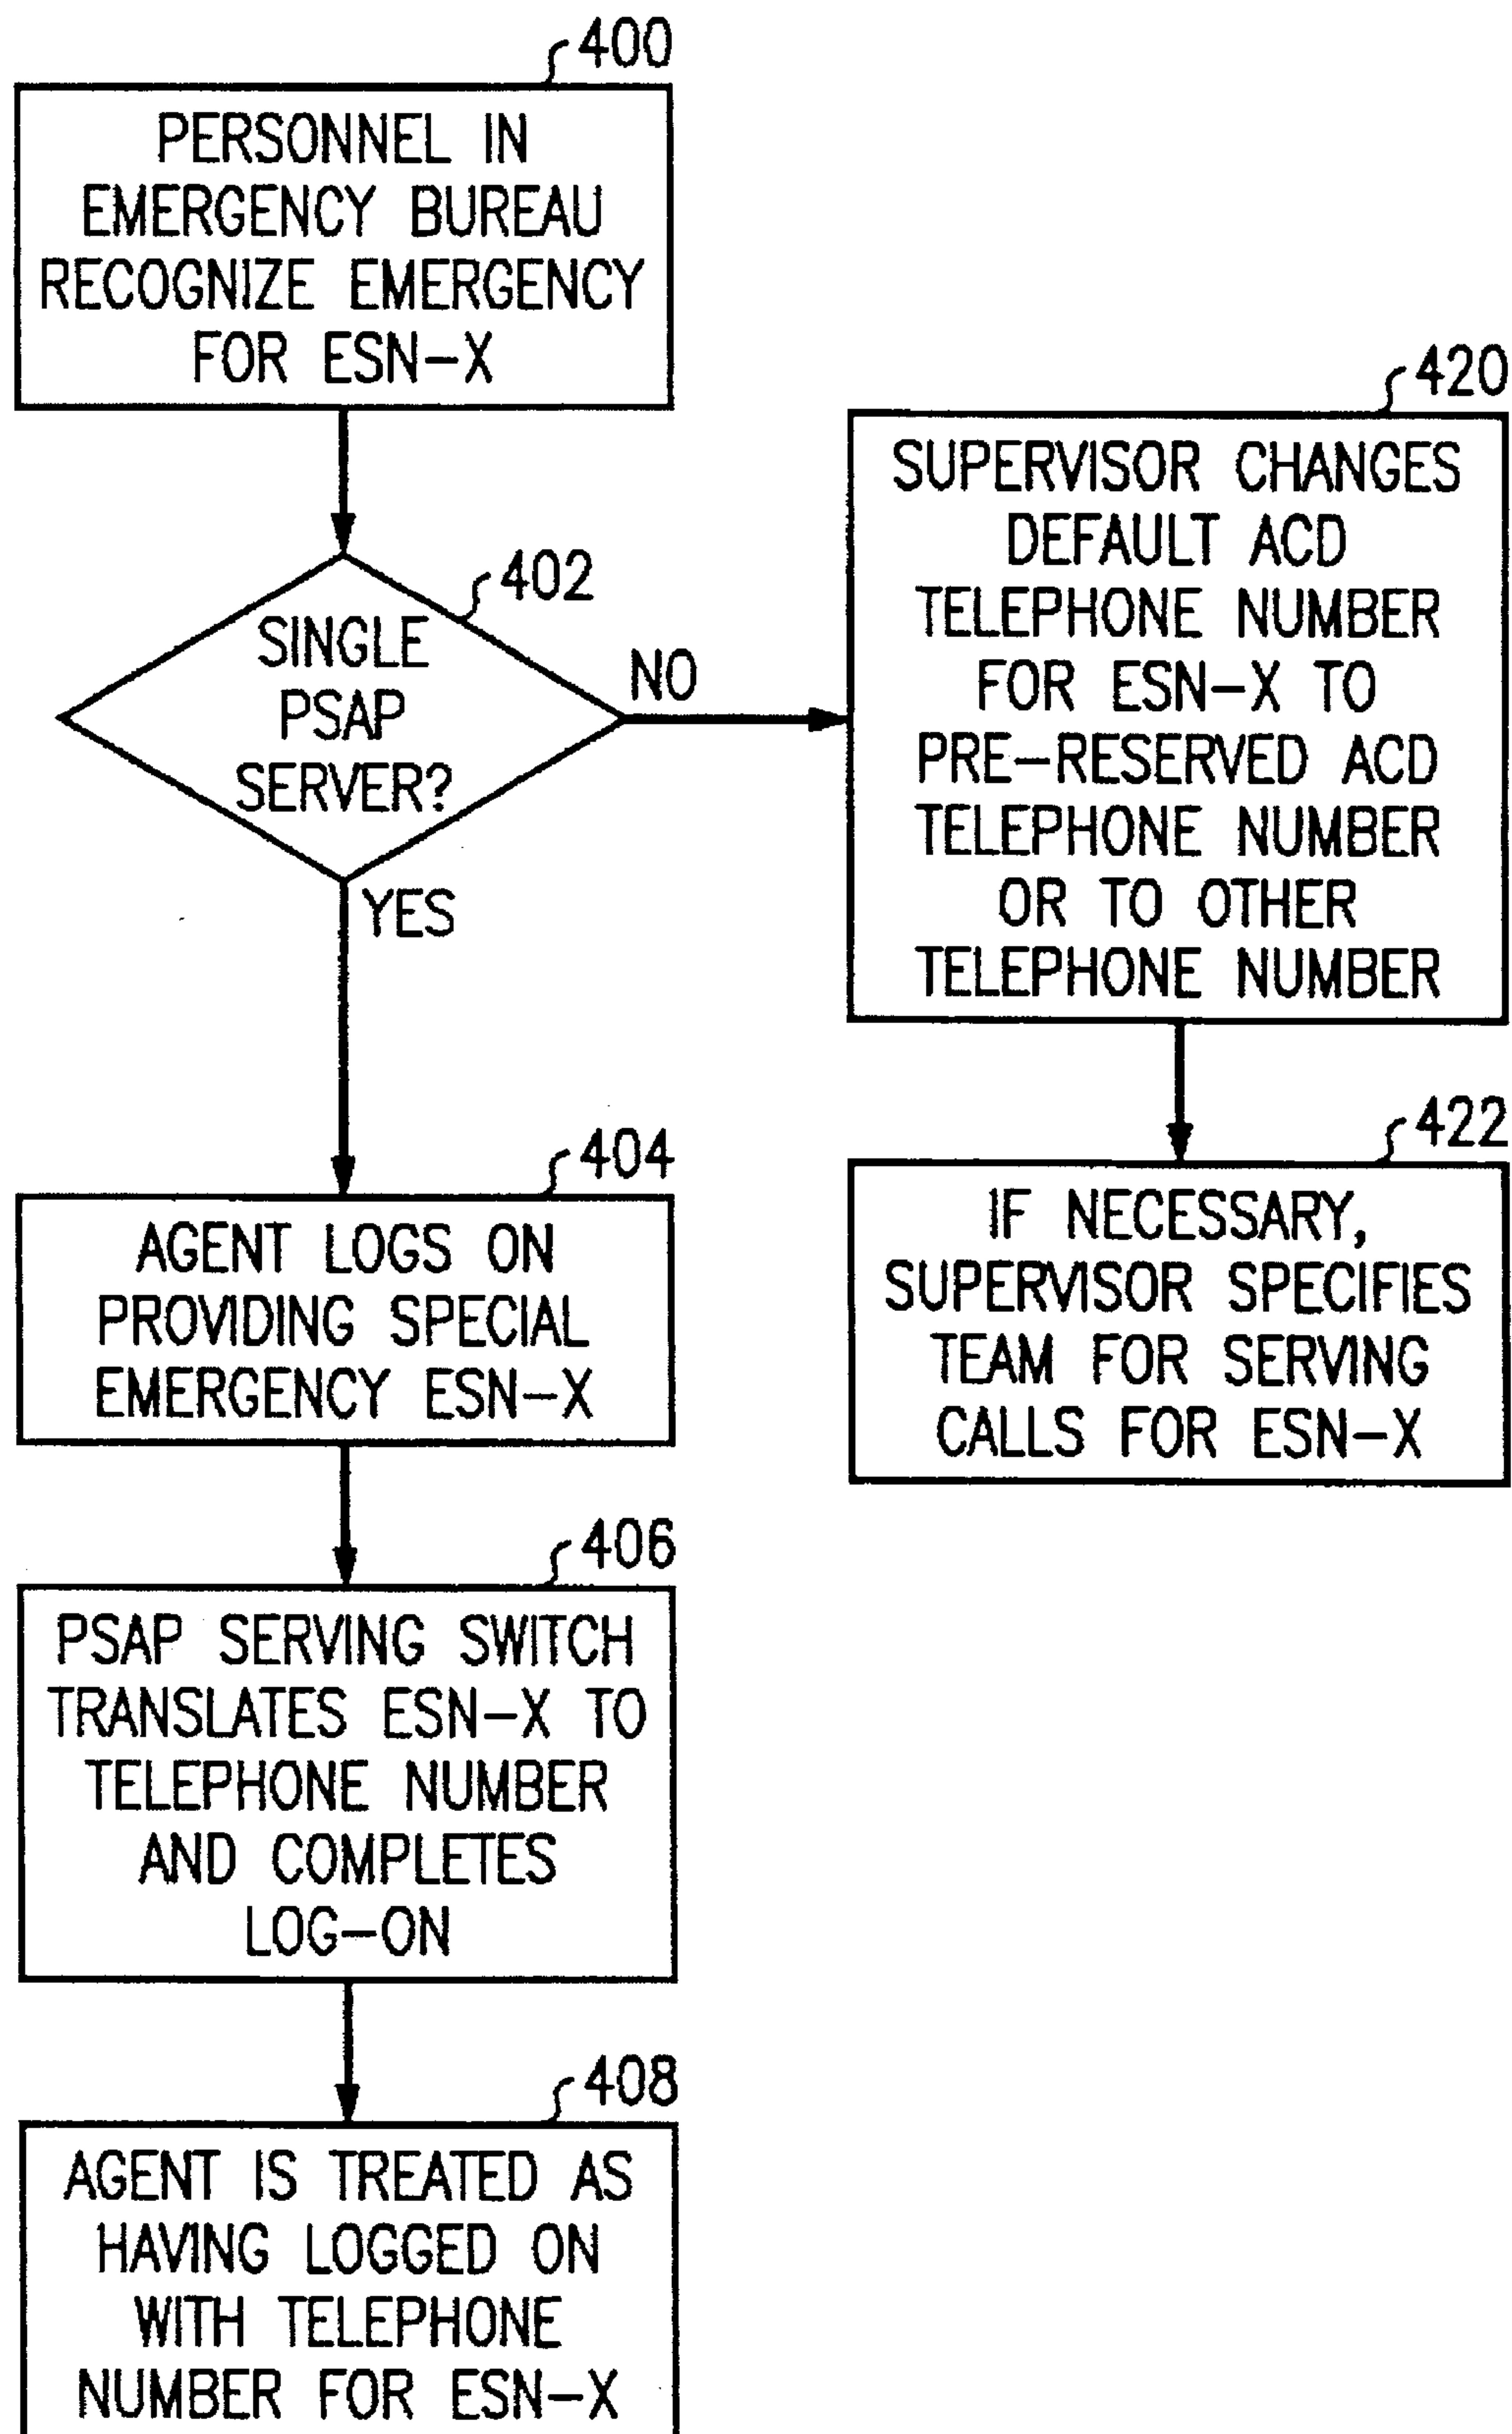 400
PERSONNEL IN
EMERGENCY BUREAU
RECOGNIZE EMERGENCY
FOR ESN-X
402
SINGLE
PSAP
SERVER?
NO
YES
420
SUPERVISOR CHANGES
DEFAULT ACD
TELEPHONE NUMBER
FOR ESN-X TO
PRE-RESERVED ACD
TELEPHONE NUMBER
OR TO OTHER
TELEPHONE NUMBER
422
IF NECESSARY,
SUPERVISOR SPECIFIES
TEAM FOR SERVING
CALLS FOR ESN-X
404
AGENT LOGS ON
PROVIDING SPECIAL
EMERGENCY ESN-X
406
PSAP SERVING SWITCH
TRANSLATES ESN-X TO
TELEPHONE NUMBER
AND COMPLETES
LOG-ON
408
AGENT IS TREATED AS
HAVING LOGGED ON
WITH TELEPHONE
NUMBER FOR ESN-X